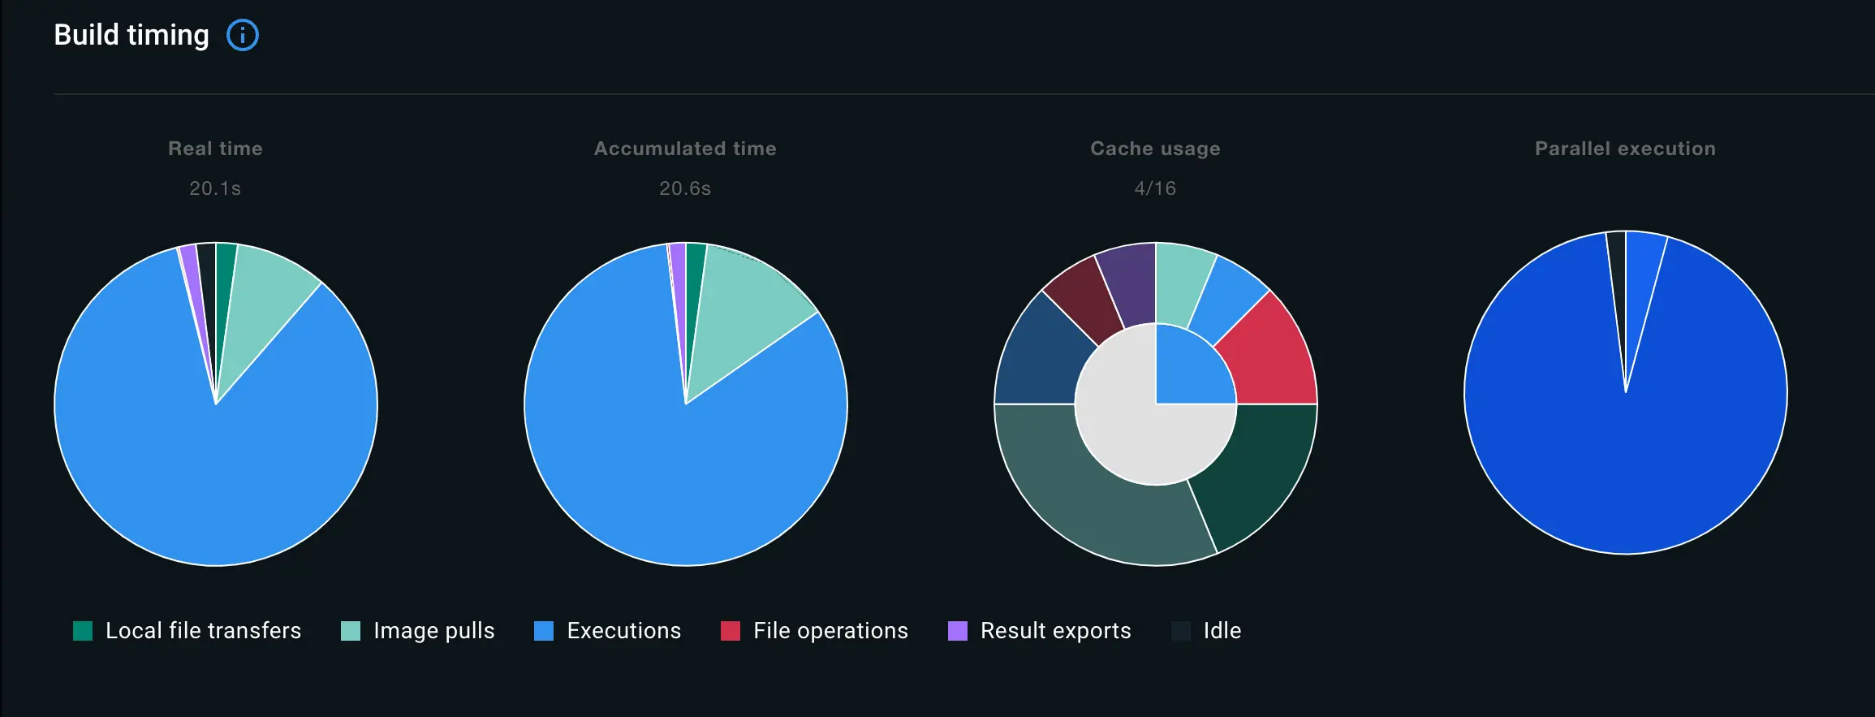 Build timing
Real time
20.1s
Accumulated time
20.6s
Cache usage
4/16
Parallel execution
Local file transfers
Image pulls
Executions
File operations
Result exports
Idle